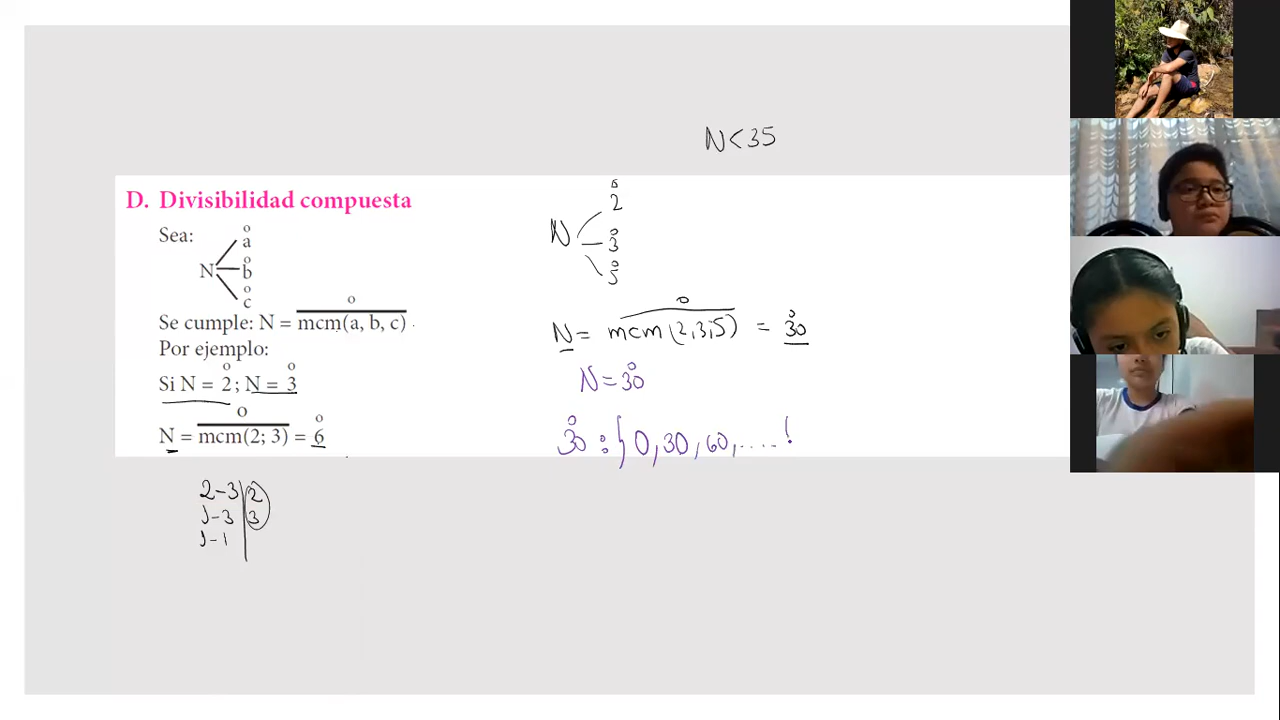 N<35
D. Divisibilidad compuesta
Sea:
N
o
a
o
b
o
c
o
Se cumple: N = mcm(a, b, c)
Por ejemplo:
o o
Si N = 2; N = 3
o o
N = mcm(2; 3) = 6
2-3 2
1-3 3
1-1
N
o
2
o
3
o
5
o o
N = mcm(2,3,5) = 30
o
N = 30
o
30 : { 0, 30, 60, .... }